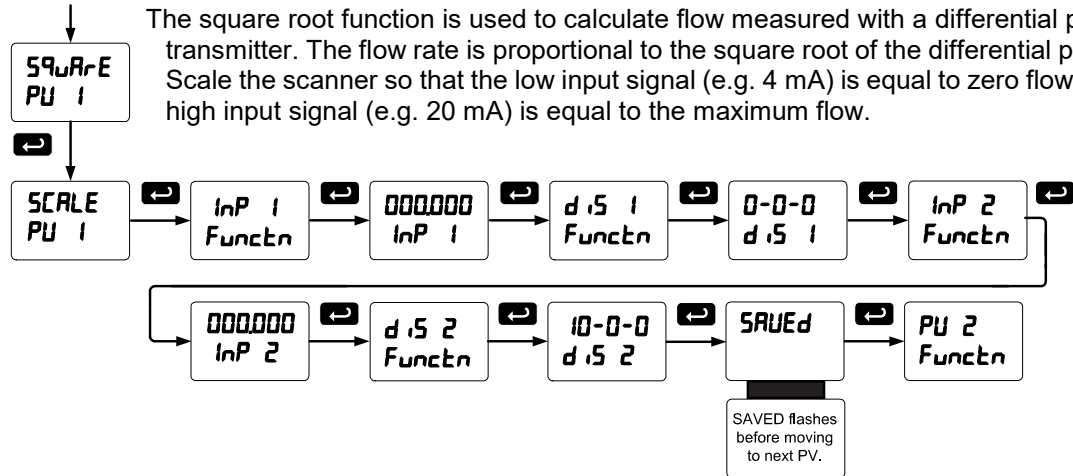 The square root function is used to calculate flow measured with a differential
transmitter. The flow rate is proportional to the square root of the differential
Scale the scanner so that the low input signal (e.g. 4 mA) is equal to zero flow
high input signal (e.g. 20 mA) is equal to the maximum flow.
SquArE
PV 1
SCALE
PV 1
InP 1
Functn
000.000
InP 1
diS 1
Functn
0-0-0
diS 1
InP 2
Functn
000.000
InP 2
diS 2
Functn
10-0-0
diS 2
SAVEd
PV 2
Functn
SAVED flashes
before moving
to next PV.